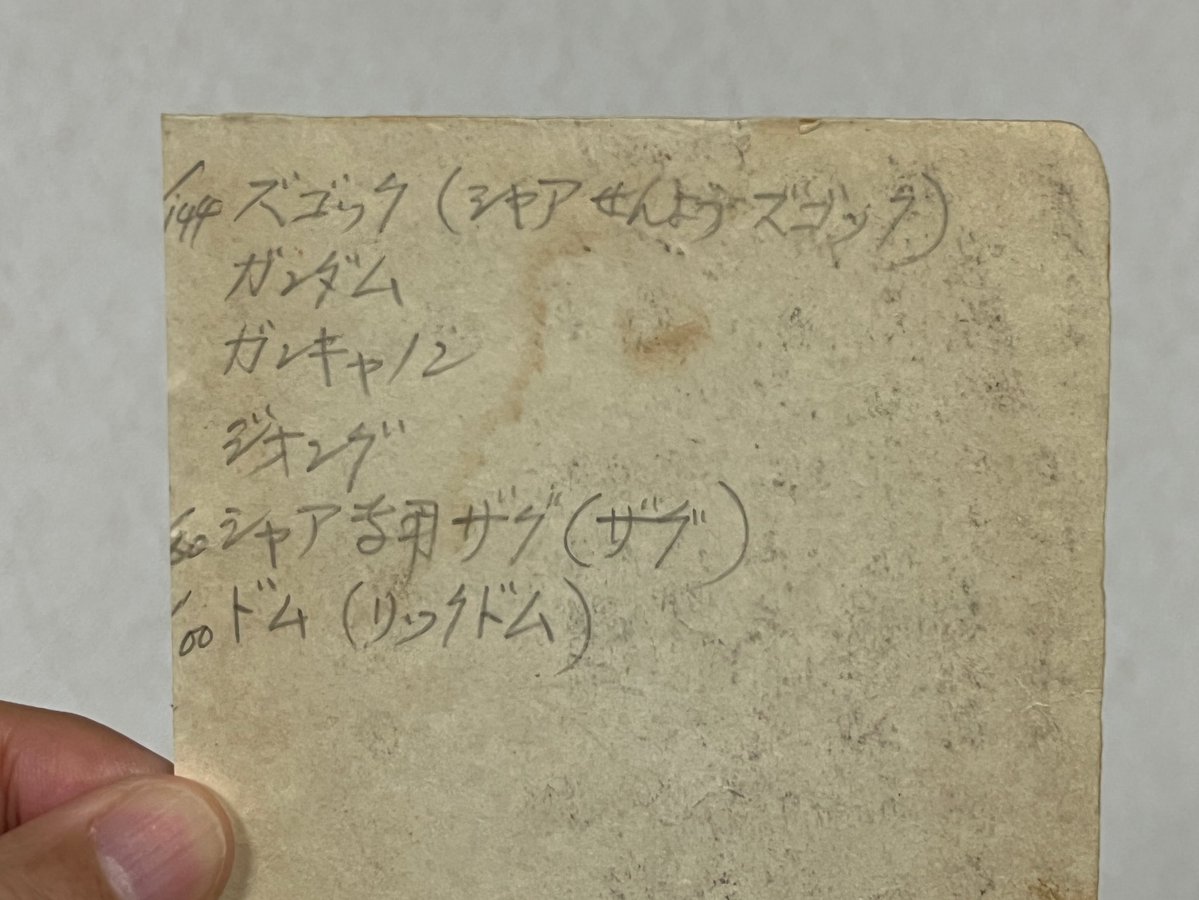 1/144 ズゴック（シャアせんようズゴック）
ガンダム
ガンキャノン
ジオング
1/60 シャア専用ザグ（ザグ）
1/100 ドム（リックドム）